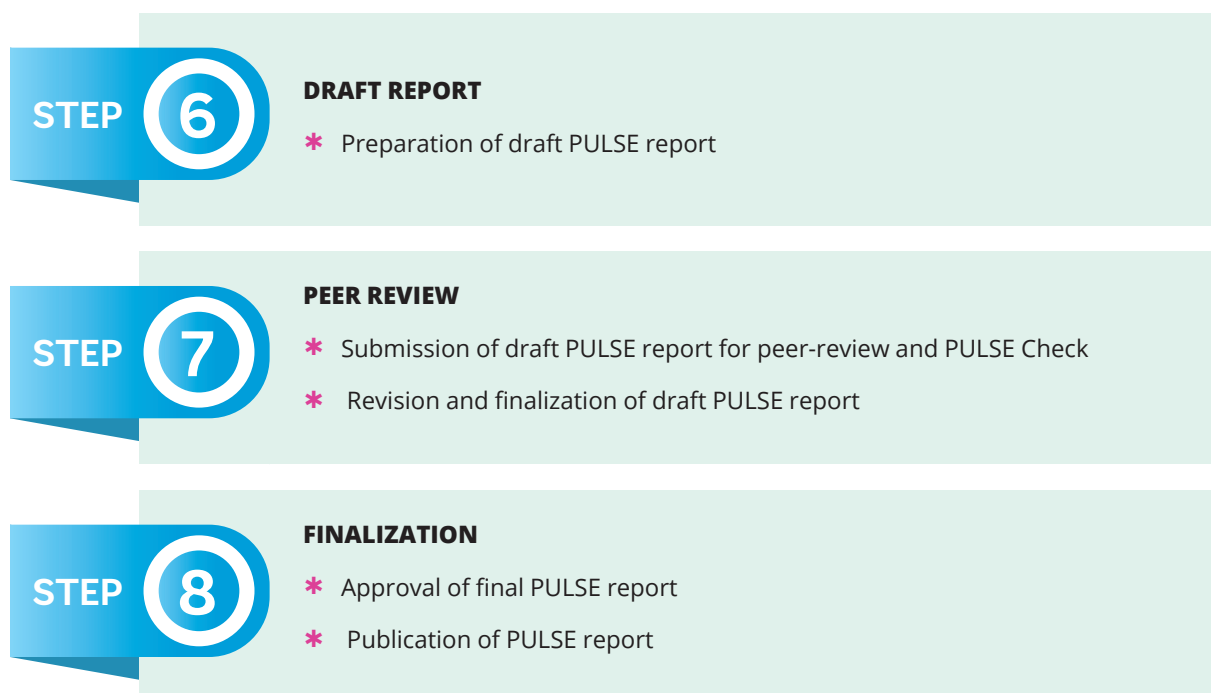 STEP 6
DRAFT REPORT
* Preparation of draft PULSE report
STEP 7
PEER REVIEW
* Submission of draft PULSE report for peer-review and PULSE Check
* Revision and finalization of draft PULSE report
STEP 8
FINALIZATION
* Approval of final PULSE report
* Publication of PULSE report